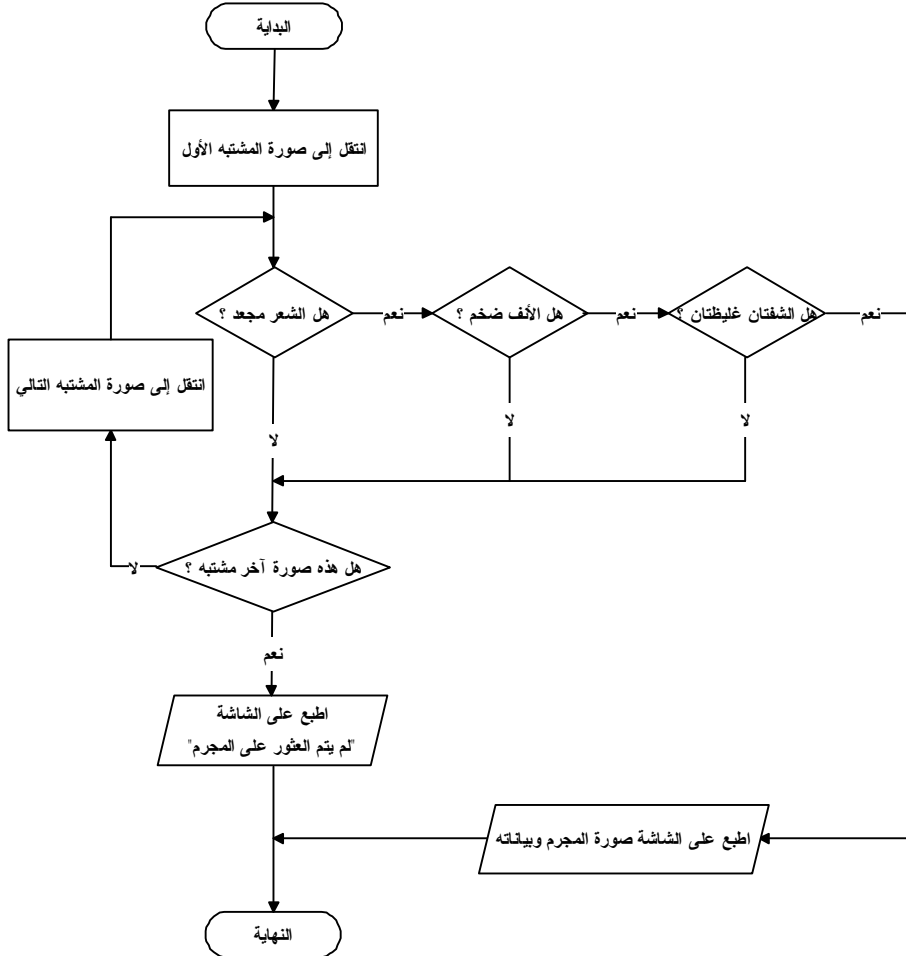 البداية
انتقل إلى صورة المشتبه الأول
هل الشعر مجعد ؟
نعم
هل الأنف ضخم ؟
نعم
هل الشفتان غليظتان ؟
نعم
انتقل إلى صورة المشتبه التالي
لا
لا
لا
هل هذه صورة آخر مشتبه ؟
لا
نعم
اطبع على الشاشة
"لم يتم العثور على المجرم"
اطبع على الشاشة صورة المجرم وبياناته
النهاية